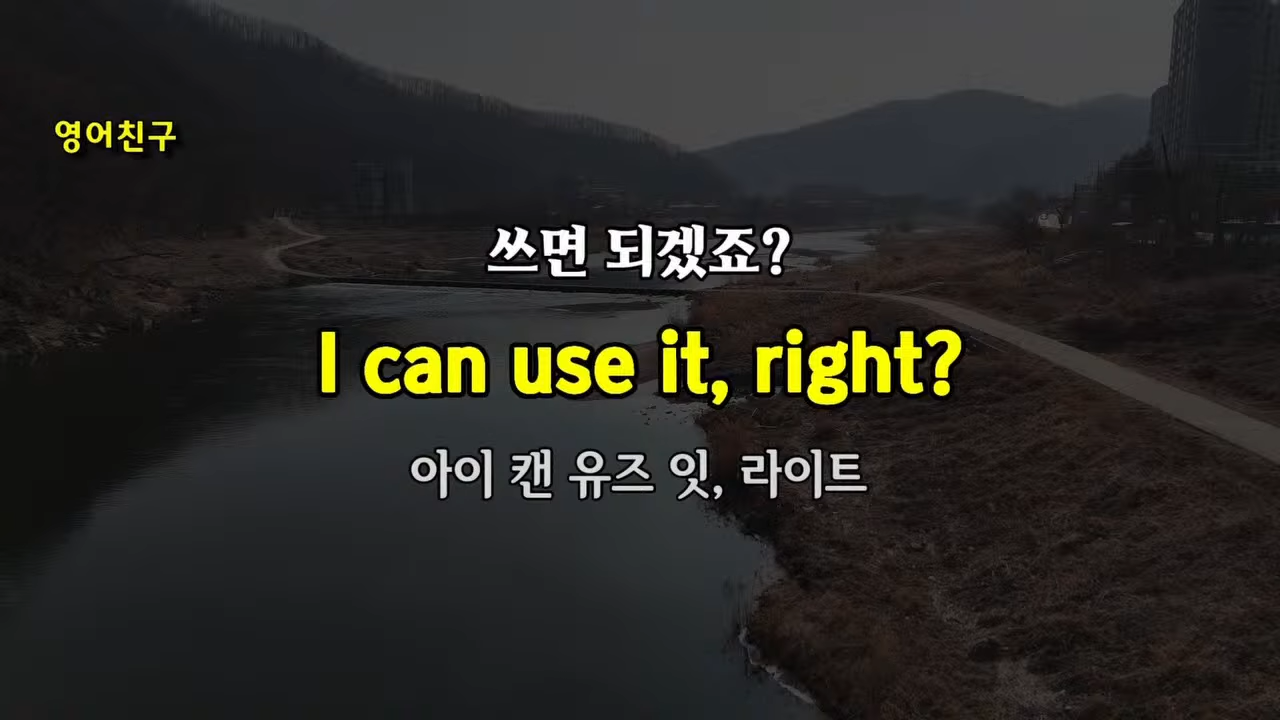 영어친구
쓰면 되겠죠?
I can use it, right?
아이 캔 유즈 잇, 라이트